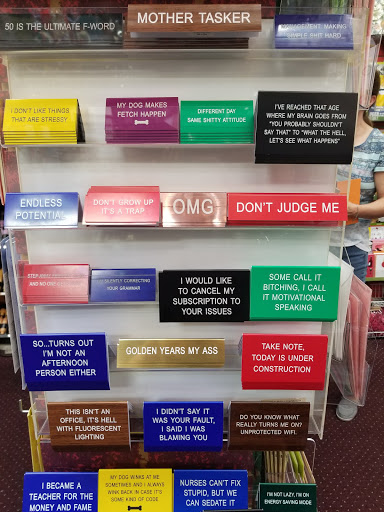 MOTHER TASKER
50 IS THE ULTIMATE F-WORD
MANAGEMENT: MAKING
SIMPLE SHIT HARD
I DON'T LIKE THINGS
THAT ARE STRESSY
MY DOG MAKES
FETCH HAPPEN
DIFFERENT DAY
SAME SHITTY ATTITUDE
I'VE REACHED THAT AGE
WHERE MY BRAIN GOES FROM
"YOU PROBABLY SHOULDN'T
SAY THAT" TO "WHAT THE HELL,
LET'S SEE WHAT HAPPENS"
ENDLESS
POTENTIAL
DON'T GROW UP
IT'S A TRAP
OMG
DON'T JUDGE ME
STEP AWAY
AND NO ONE
SILENTLY CORRECTING
YOUR GRAMMAR
I WOULD LIKE
TO CANCEL MY
SUBSCRIPTION TO
YOUR ISSUES
SOME CALL IT
BITCHING, I CALL
IT MOTIVATIONAL
SPEAKING
SO...TURNS OUT
I'M NOT AN
AFTERNOON
PERSON EITHER
GOLDEN YEARS MY ASS
TAKE NOTE,
TODAY IS UNDER
CONSTRUCTION
THIS ISN'T AN
OFFICE, IT'S HELL
WITH FLUORESCENT
LIGHTING
I DIDN'T SAY IT
WAS YOUR FAULT,
I SAID I WAS
BLAMING YOU
DO YOU KNOW WHAT
REALLY TURNS ME ON?
UNPROTECTED WIFI.
I BECAME A
TEACHER FOR THE
MONEY AND FAME
MY DOG WINKS AT ME
SOMETIMES AND I ALWAYS
WINK BACK IN CASE IT'S
SOME KIND OF CODE
NURSES CAN'T FIX
STUPID, BUT WE
CAN SEDATE IT
I'M NOT LAZY, I'M ON
ENERGY SAVING MODE